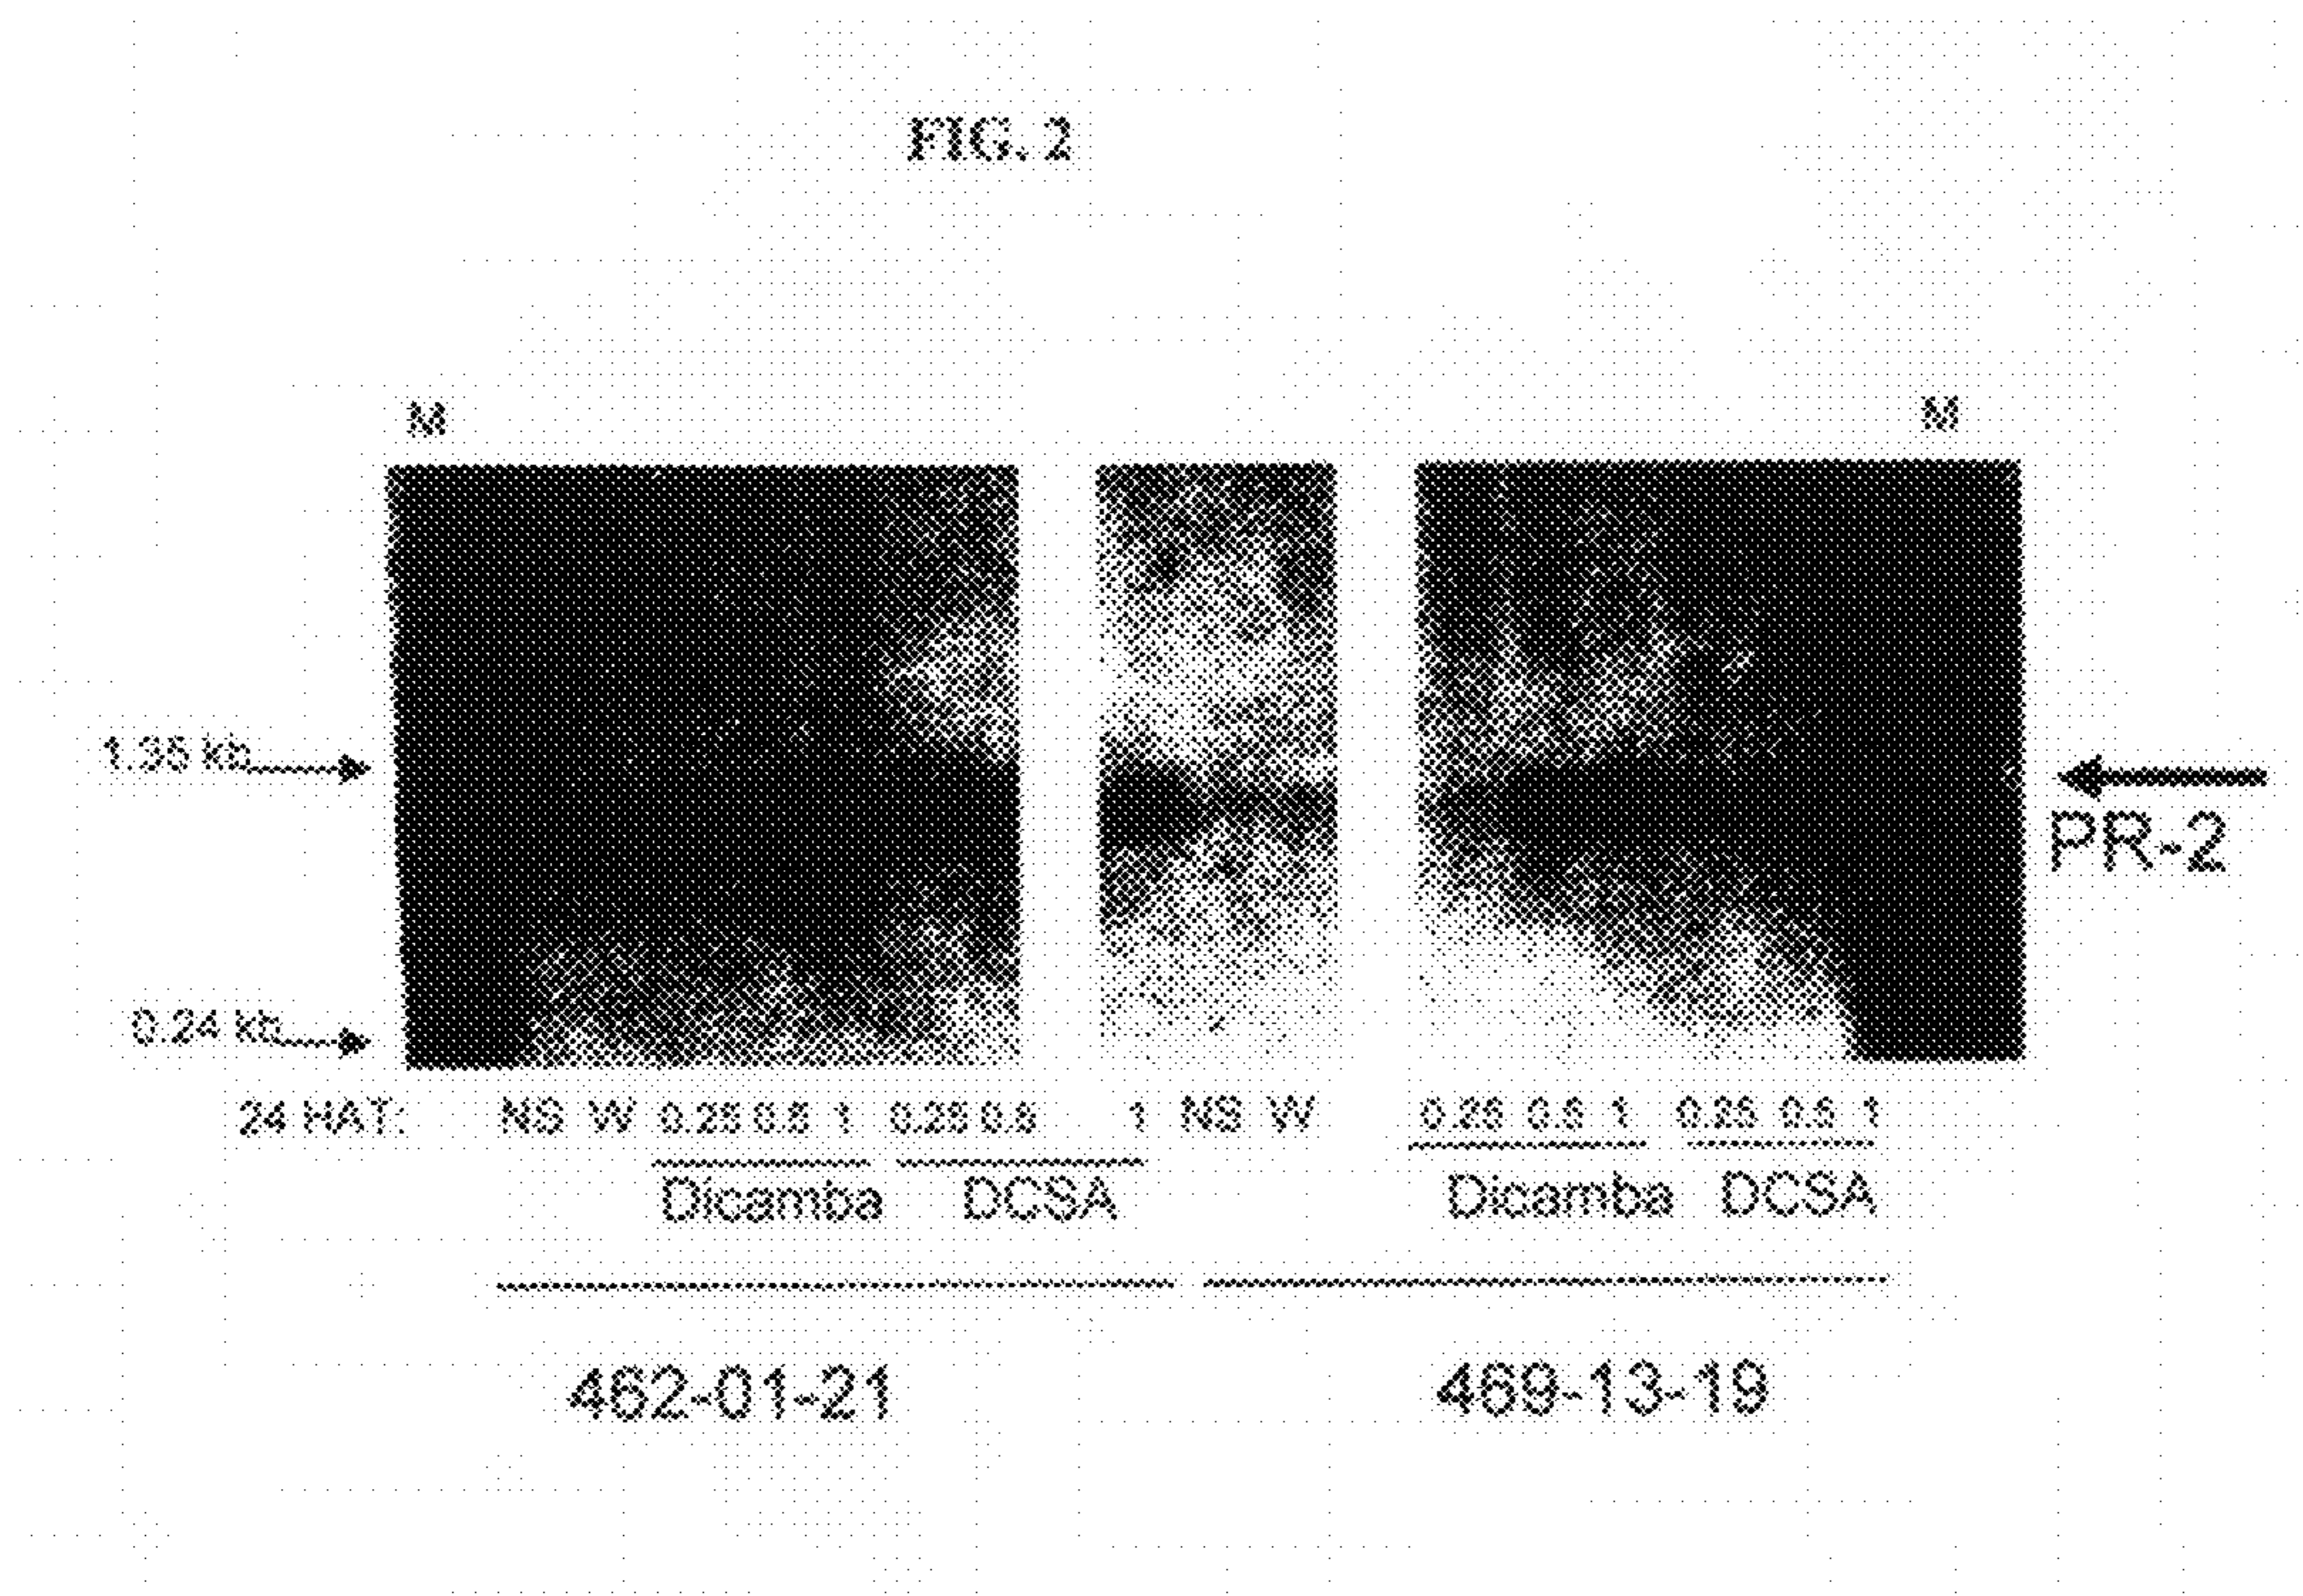 FIG. 2
M M
1.35 kb
PR-2
0.24 kb
24 HAT: NS W 0.25 0.5 1 0.25 0.5 1 NS W 0.25 0.5 1 0.25 0.5 1
Dicamba DCSA Dicamba DCSA
462-01-21 469-13-19